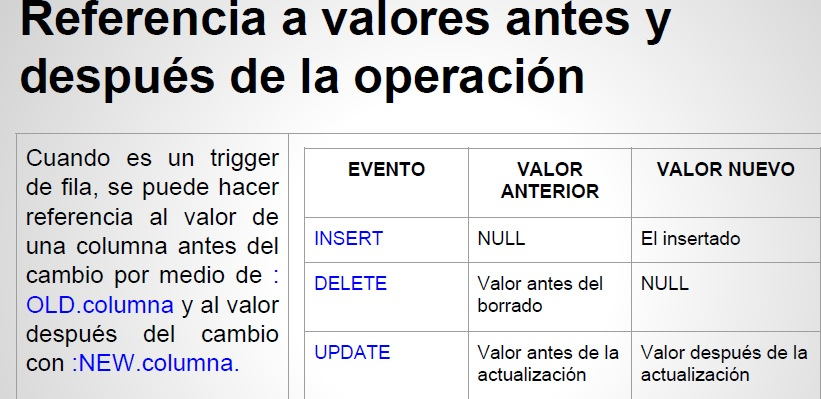 Referencia a valores antes y
después de la operación
Cuando es un trigger
de fila, se puede hacer
referencia al valor de
una columna antes del
cambio por medio de :
OLD.columna y al valor
después del cambio
con :NEW.columna.
EVENTO
VALOR
ANTERIOR
VALOR NUEVO
INSERT
NULL
El insertado
DELETE
Valor antes del
borrado
NULL
UPDATE
Valor antes de la
actualización
Valor después de la
actualización